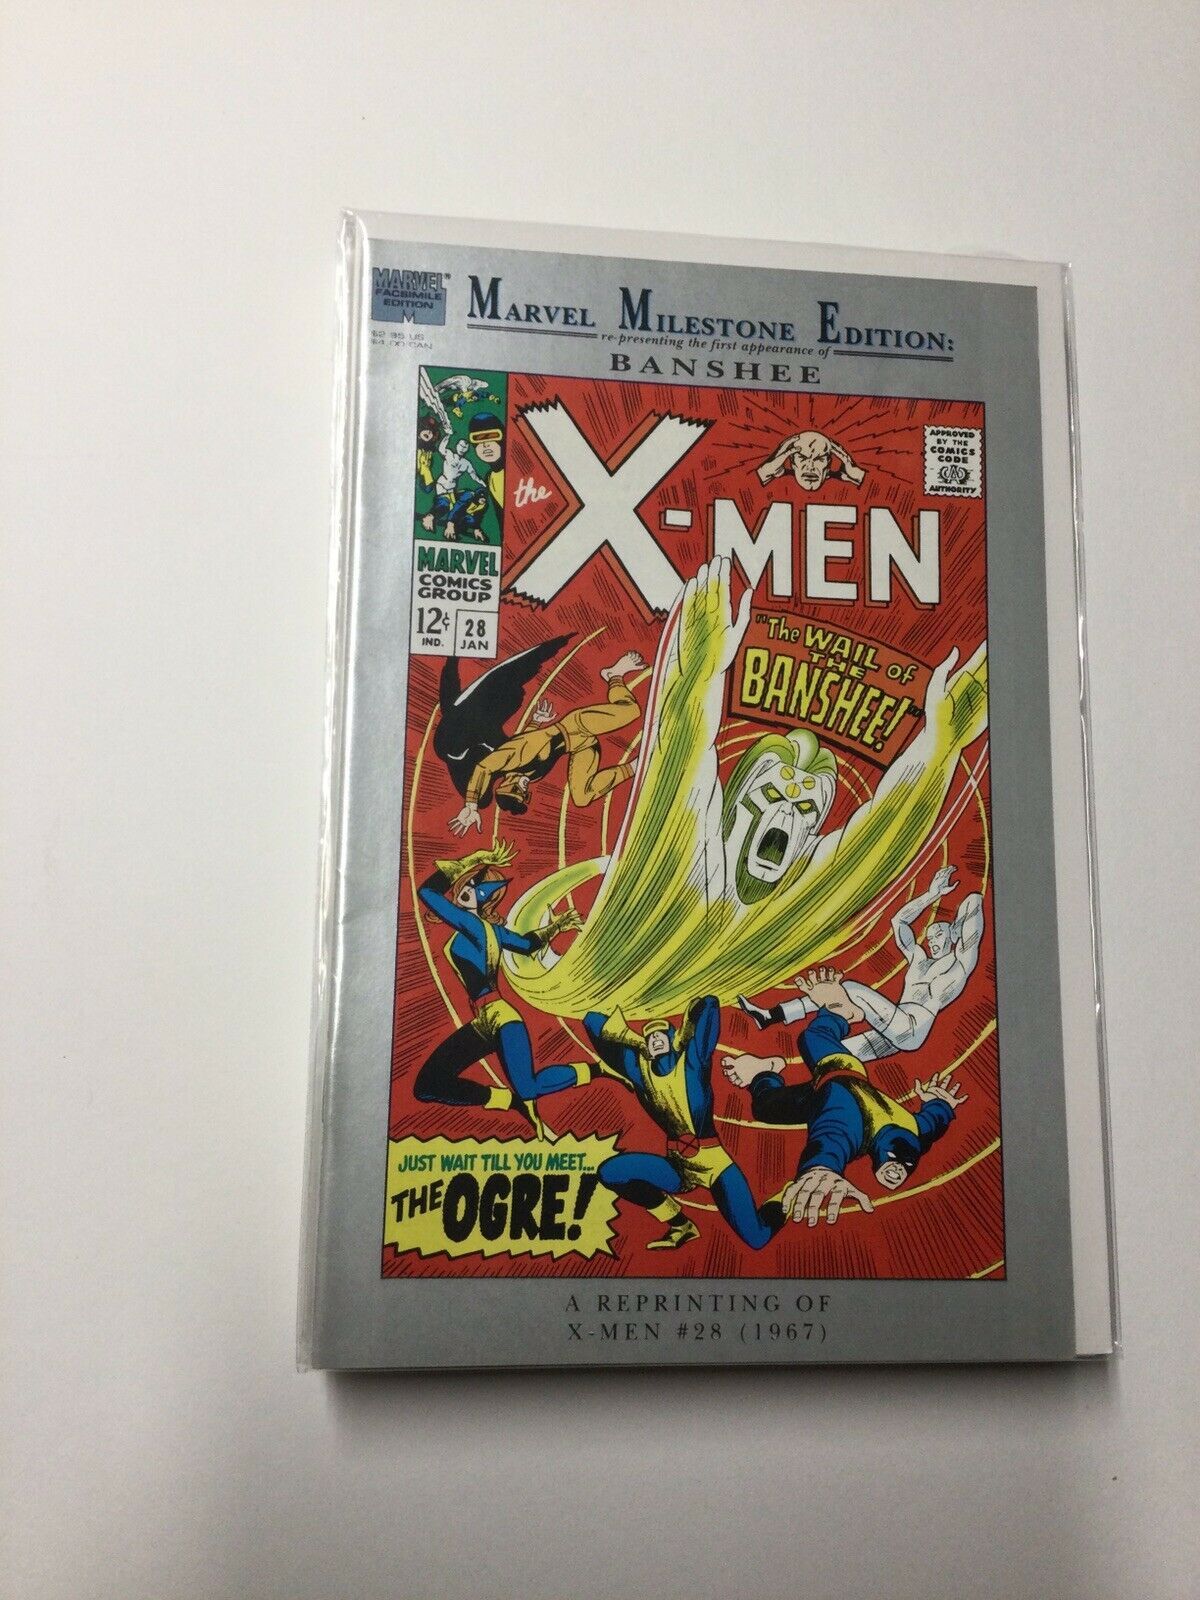 MARVEL®
FACSIMILE
EDITION
M
$2.95 US
$4.00 CAN
MARVEL MILESTONE EDITION:
re-presenting the first appearance of
BANSHEE
the X-MEN
APPROVED
BY THE
COMICS
CODE
CA
AUTHORITY
MARVEL
COMICS
GROUP
12¢
IND.
28
JAN
"The WAIL of
THE
BANSHEE!"
JUST WAIT TILL YOU MEET...
THE OGRE!
A REPRINTING OF
X-MEN #28 (1967)